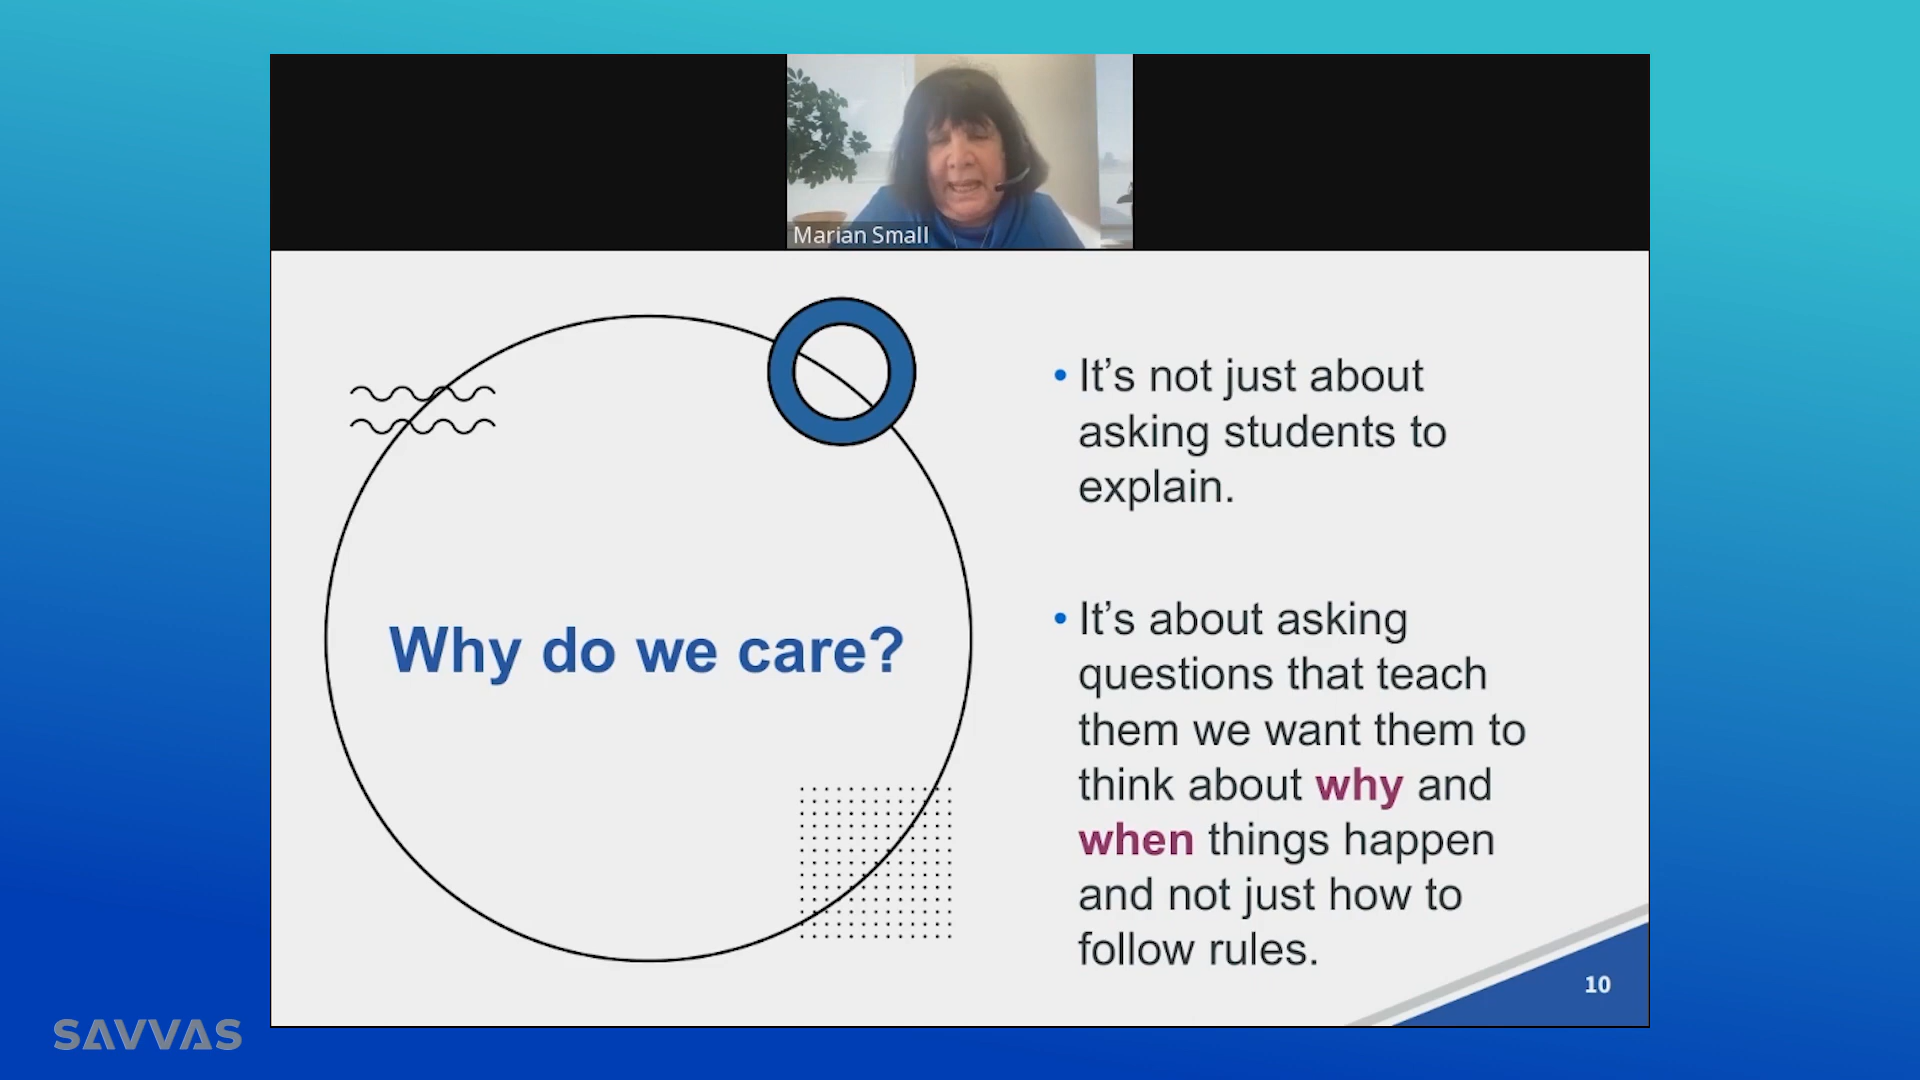 Marian Small
Why do we care?
• It’s not just about
asking students to
explain.
• It’s about asking
questions that teach
them we want them to
think about why and
when things happen
and not just how to
follow rules.
10
SAVVAS